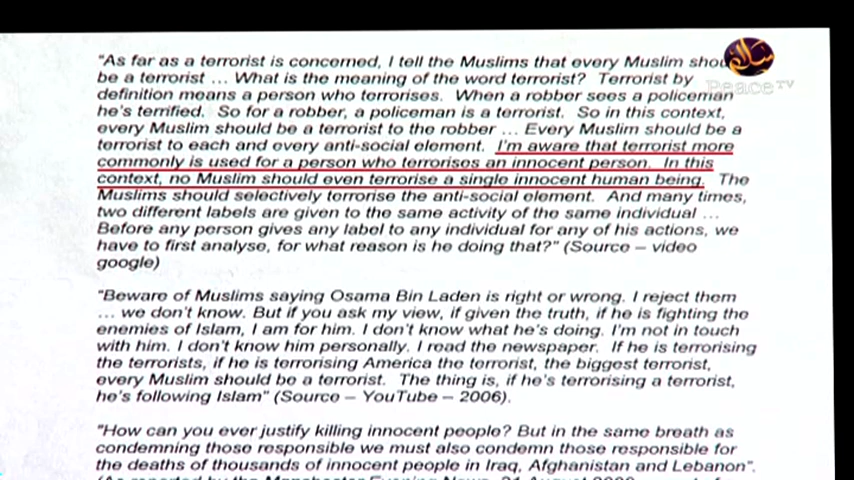 "As far as a terrorist is concerned, I tell the Muslims that every Muslim
be a terrorist ... What is the meaning of the word terrorist? Terrorist by
definition means a person who terrorises. When a robber sees a policeman
he's terrified. So for a robber, a policeman is a terrorist. So in this context,
every Muslim should be a terrorist to the robber ... Every Muslim should be a
terrorist to each and every anti-social element. I'm aware that terrorist more
commonly is used for a person who terrorises an innocent person. In this
context, no Muslim should even terrorise a single innocent human being. The
Muslims should selectively terrorise the anti-social element. And many times,
two different labels are given to the same activity of the same individual ...
Before any person gives any label to any individual for any of his actions, we
have to first analyse, for what reason is he doing that?" (Source – video
google)
"Beware of Muslims saying Osama Bin Laden is right or wrong. I reject them
... we don't know. But if you ask my view, if given the truth, if he is fighting the
enemies of Islam, I am for him. I don't know what he's doing. I'm not in touch
with him. I don't know him personally. I read the newspaper. If he is terrorising
the terrorists, if he is terrorising America the terrorist, the biggest terrorist,
every Muslim should be a terrorist. The thing is, if he's terrorising a terrorist,
he's following Islam" (Source – YouTube – 2006).
"How can you ever justify killing innocent people? But in the same breath as
condemning those responsible we must also condemn those responsible for
the deaths of thousands of innocent people in Iraq, Afghanistan and Lebanon".
Peace TV